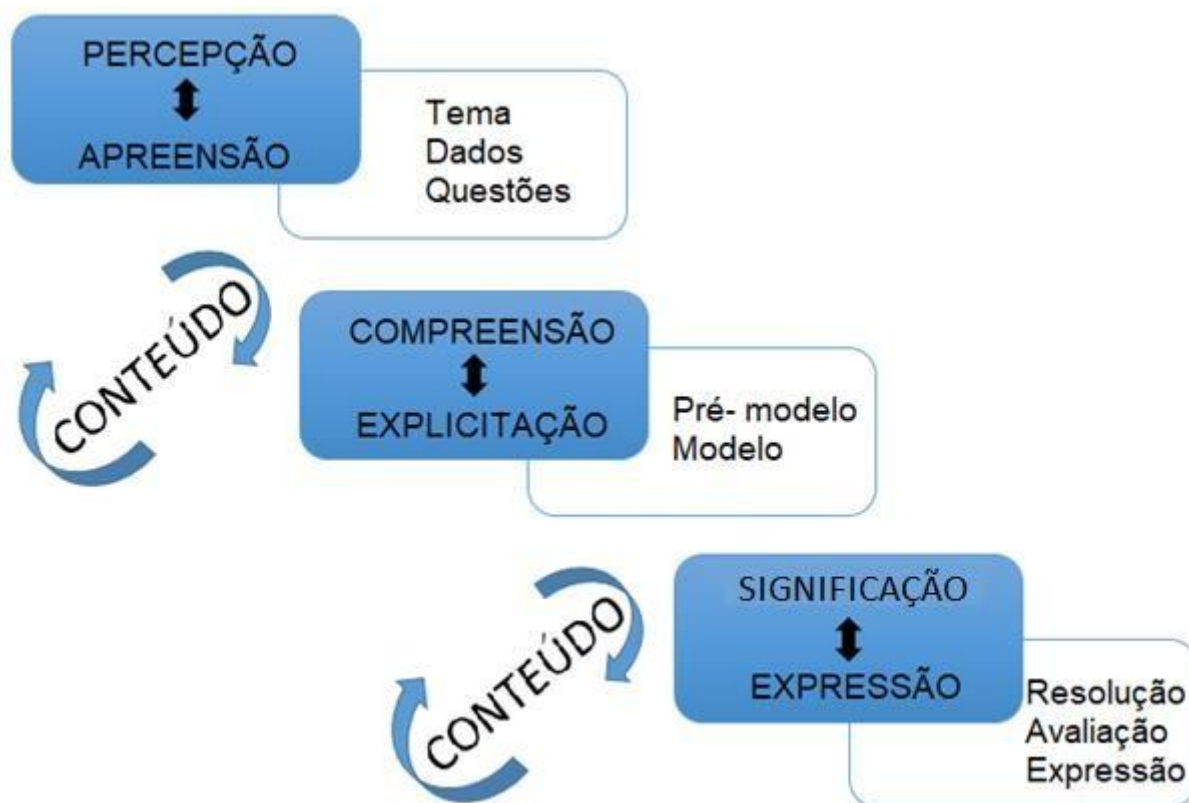 PERCEPÇÃO
APREENSÃO
Tema
Dados
Questões
CONTEÚDO
COMPREENSÃO
EXPLICITAÇÃO
Pré- modelo
Modelo
CONTEÚDO
SIGNIFICAÇÃO
EXPRESSÃO
Resolução
Avaliação
Expressão